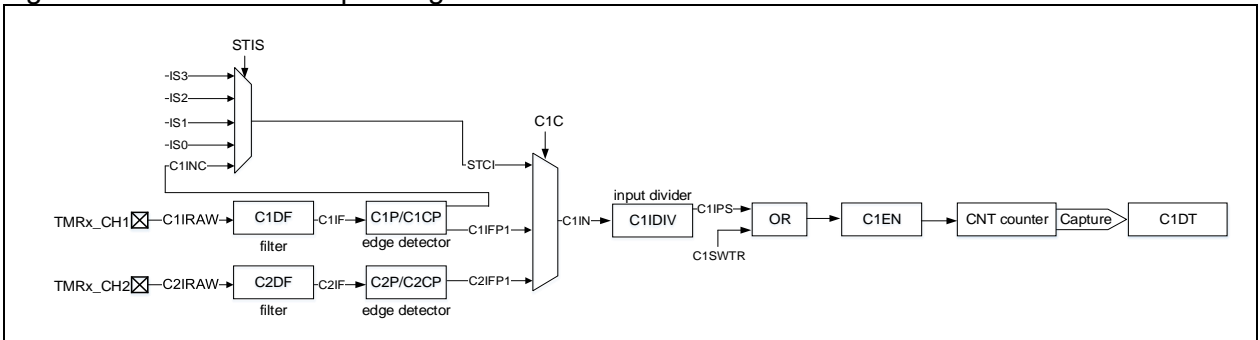 STIS
-IS3
-IS2
-IS1
-IS0
C1INC
C1C
STCI
TMRx_CH1
C1IRAW
C1DF
filter
C1IF
C1P/C1CP
edge detector
C1IFP1
C1IN
input divider
C1IDIV
C1IPS
C1SWTR
OR
C1EN
CNT counter
Capture
C1DT
TMRx_CH2
C2IRAW
C2DF
filter
C2IF
C2P/C2CP
edge detector
C2IFP1